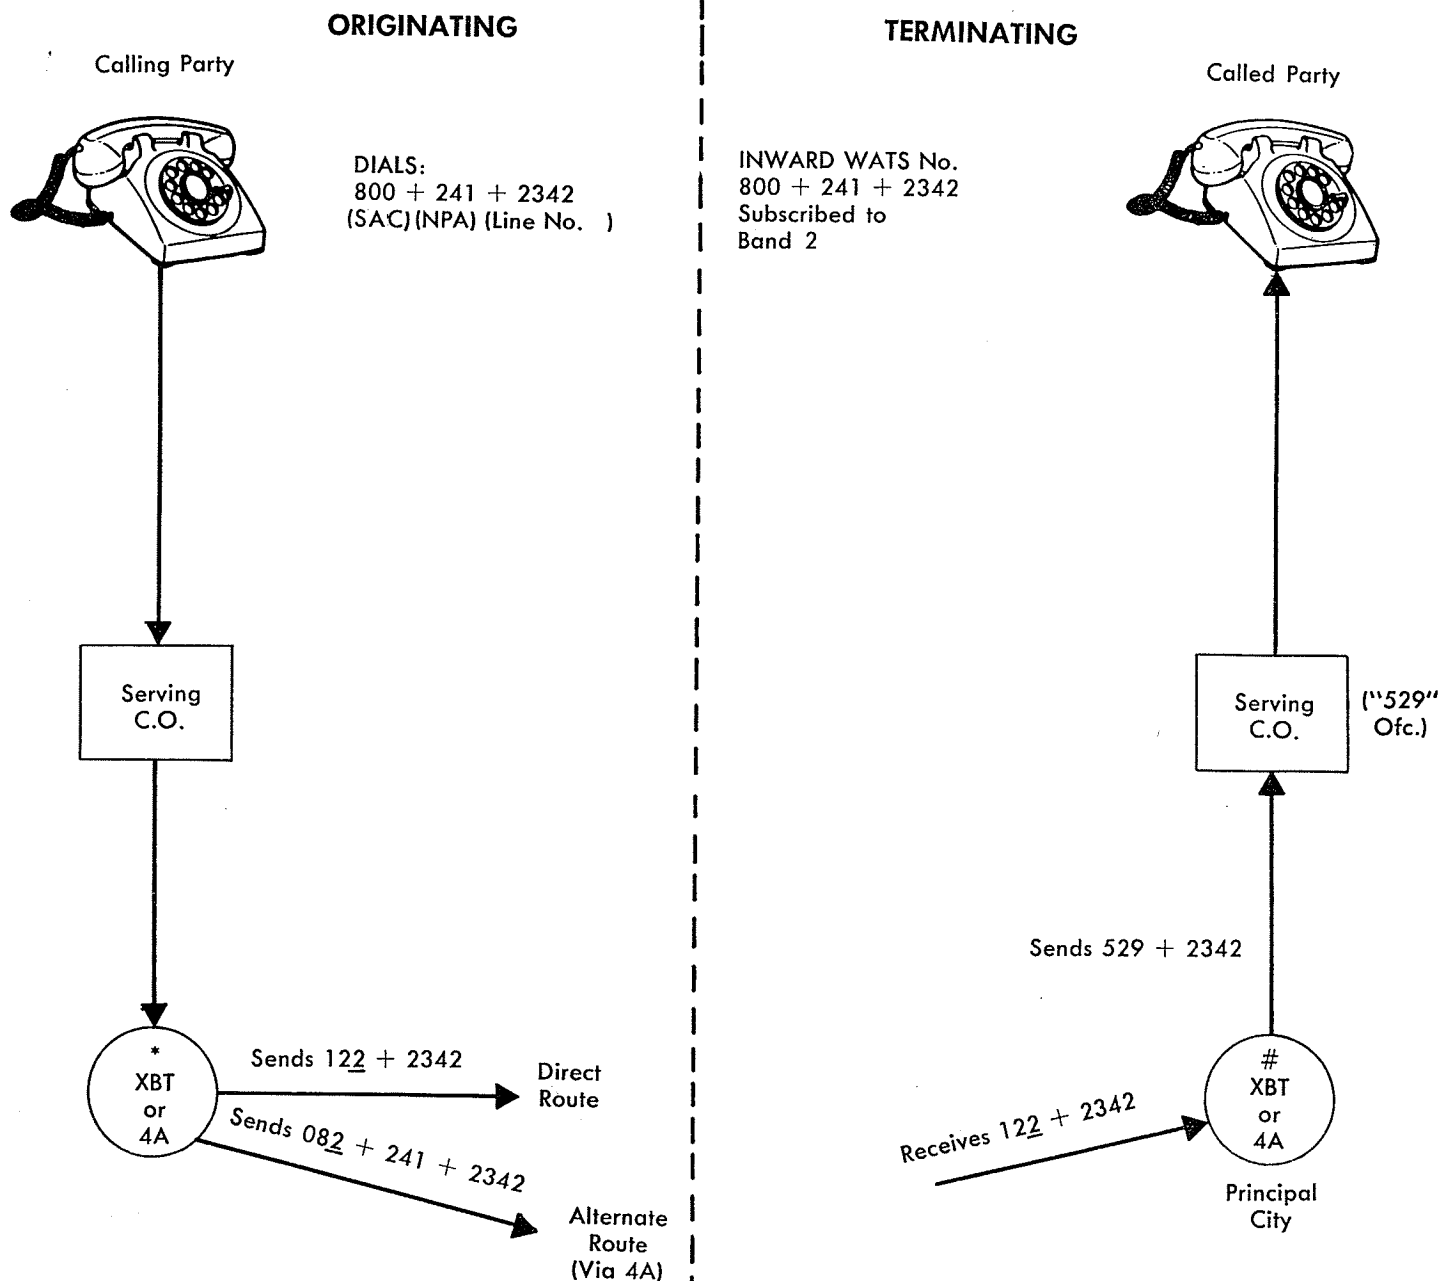 ORIGINATING
Calling Party
DIALS:
800 + 241 + 2342
(SAC) (NPA) (Line No. )
Serving
C.O.
*
XBT
or
4A
Sends 122 + 2342
Direct
Route
Sends 082 + 241 + 2342
Alternate
Route
(Via 4A)
TERMINATING
Called Party
INWARD WATS No.
800 + 241 + 2342
Subscribed to
Band 2
Serving
C.O.
("529"
Ofc.)
Sends 529 + 2342
#
XBT
or
4A
Receives 122 + 2342
Principal
City